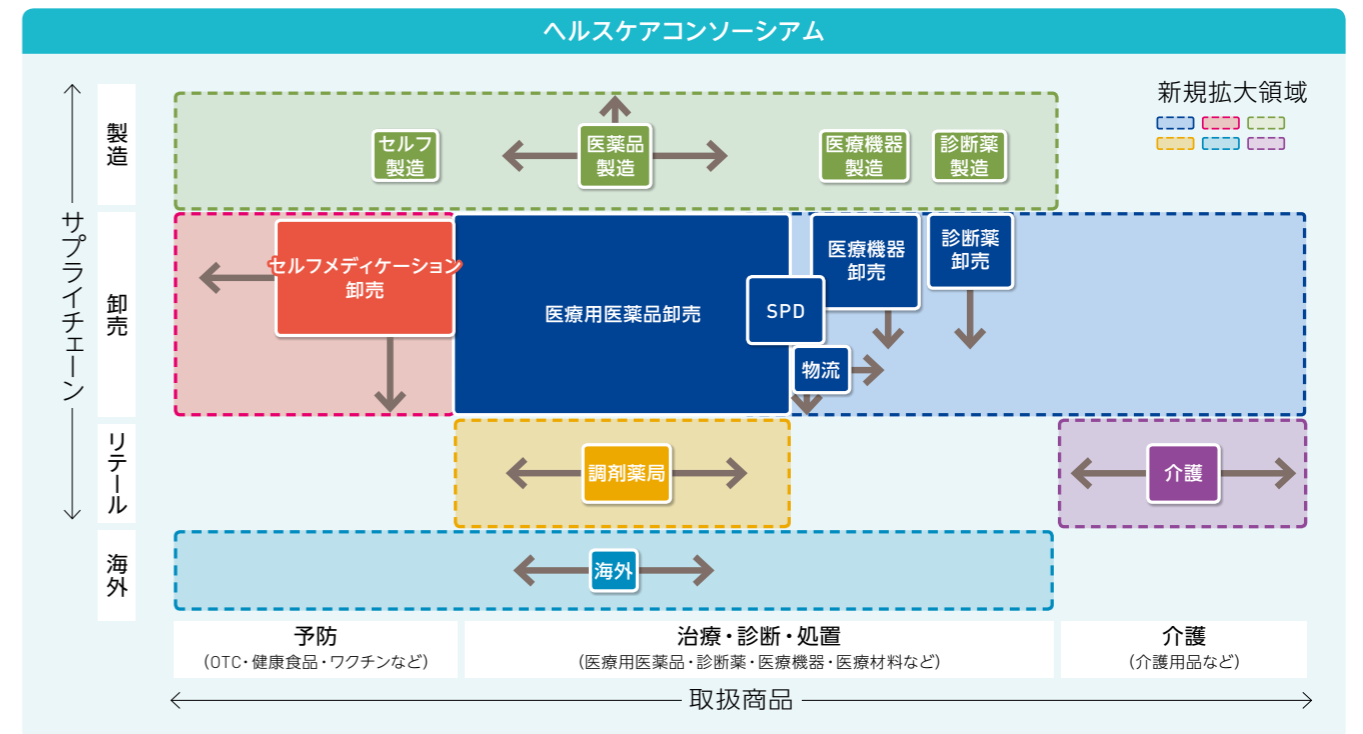 ヘルスケアコンソーシアム
新規拡大領域
サプライチェーン
製造
セルフ
製造
医薬品
製造
医療機器
製造
診断薬
製造
卸売
セルフメディケーション
卸売
医療用医薬品卸売
SPD
物流
医療機器
卸売
診断薬
卸売
リテール
調剤薬局
介護
海外
海外
予防
（OTC・健康食品・ワクチンなど）
治療・診断・処置
（医療用医薬品・診断薬・医療機器・医療材料など）
介護
（介護用品など）
取扱商品